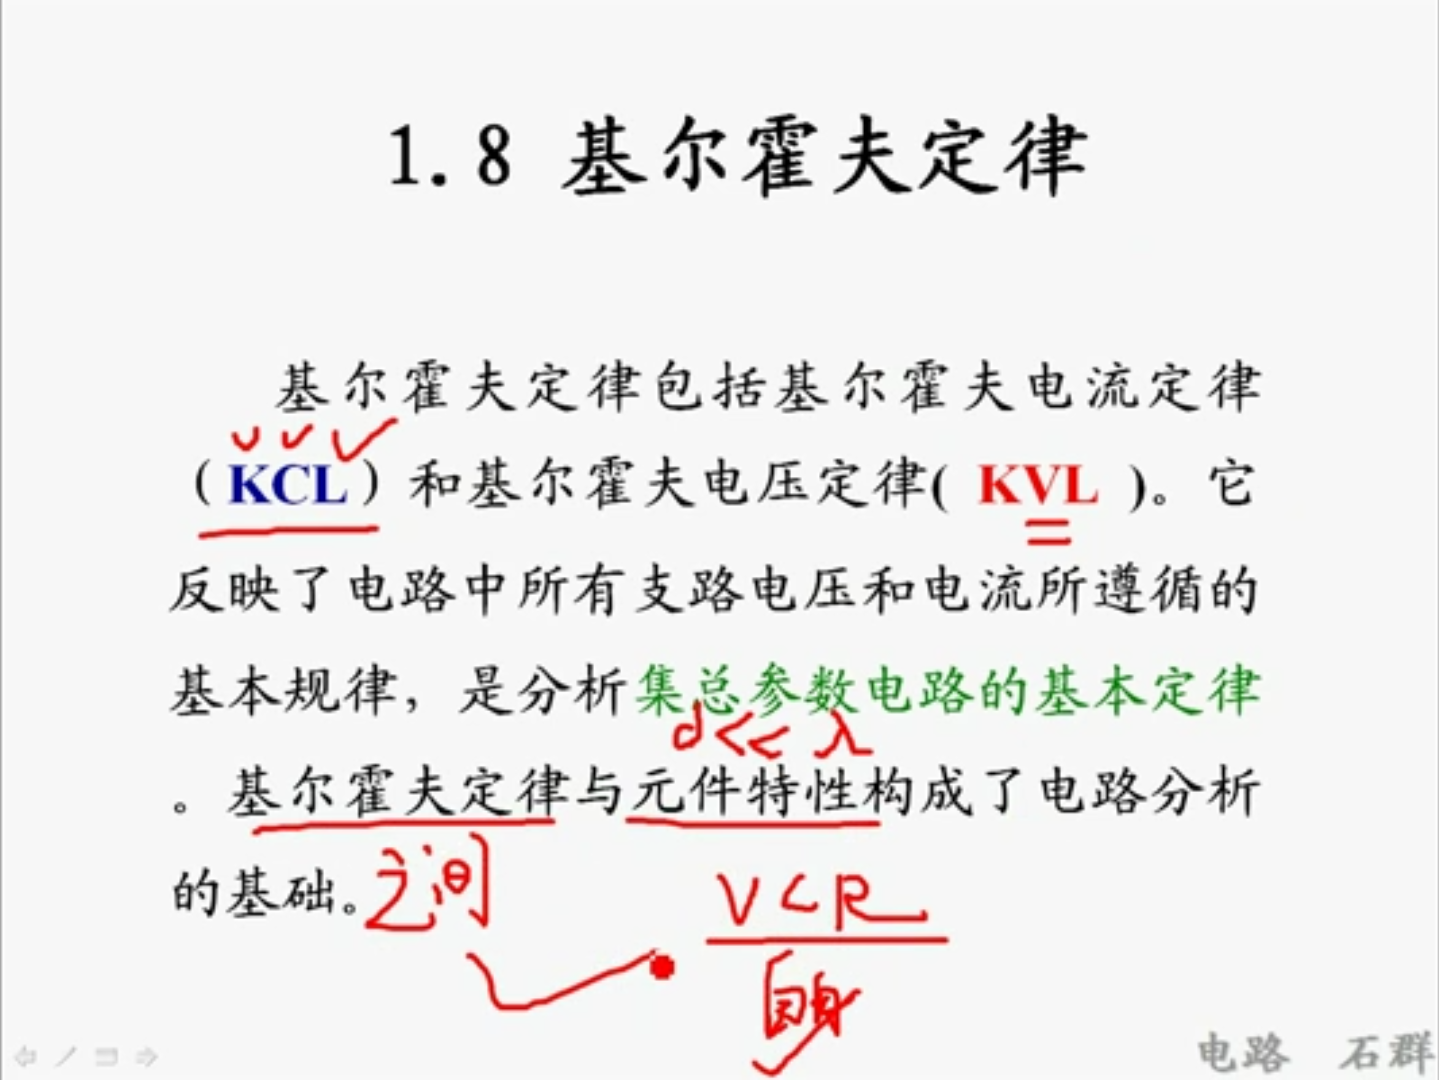 1.8 基尔霍夫定律
基尔霍夫定律包括基尔霍夫电流定律
（KCL）和基尔霍夫电压定律( KVL )。它
反映了电路中所有支路电压和电流所遵循的
基本规律，是分析集总参数电路的基本定律
d<<λ
。基尔霍夫定律与元件特性构成了电路分析
的基础。之间
VCR
自身
电路 石群